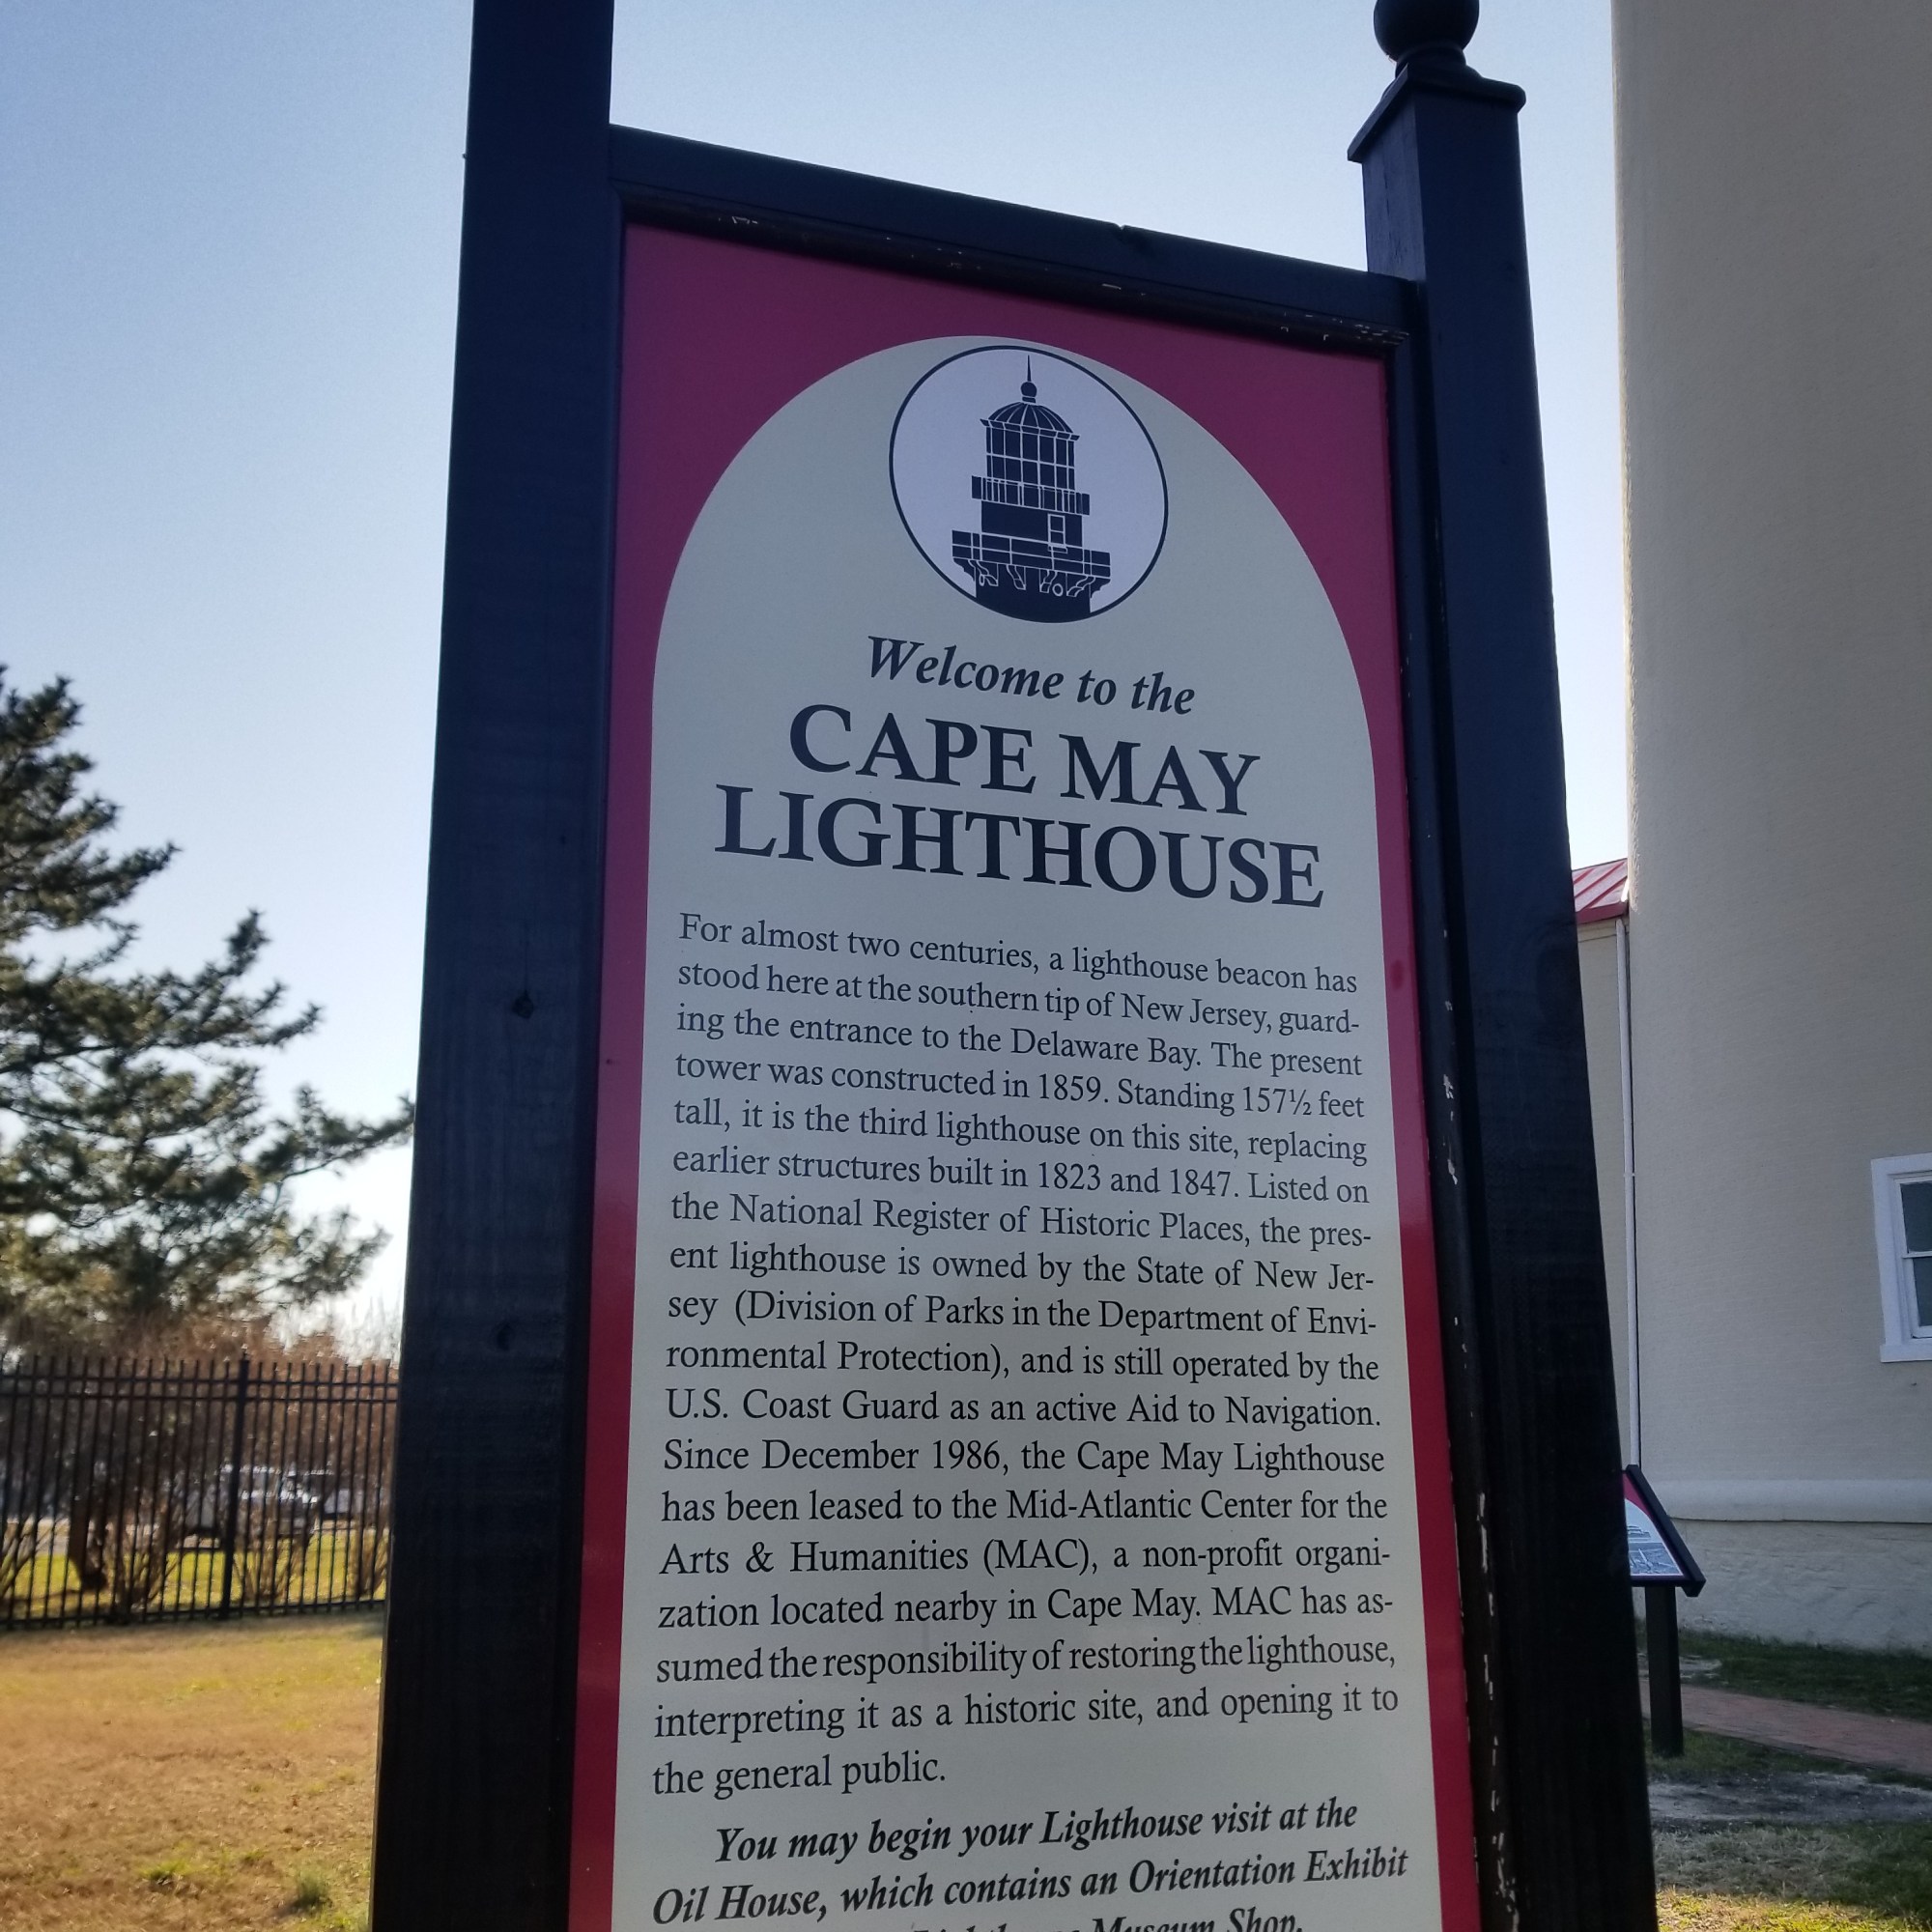 Welcome to the
CAPE MAY
LIGHTHOUSE
For almost two centuries, a lighthouse beacon has
stood here at the southern tip of New Jersey, guard-
ing the entrance to the Delaware Bay. The present
tower was constructed in 1859. Standing 157½ feet
tall, it is the third lighthouse on this site, replacing
earlier structures built in 1823 and 1847. Listed on
the National Register of Historic Places, the pres-
ent lighthouse is owned by the State of New Jer-
sey (Division of Parks in the Department of Envi-
ronmental Protection), and is still operated by the
U.S. Coast Guard as an active Aid to Navigation.
Since December 1986, the Cape May Lighthouse
has been leased to the Mid-Atlantic Center for the
Arts & Humanities (MAC), a non-profit organi-
zation located nearby in Cape May. MAC has as-
sumed the responsibility of restoring the lighthouse,
interpreting it as a historic site, and opening it to
the general public.
You may begin your Lighthouse visit at the
Oil House, which contains an Orientation Exhibit
Museum Shop.